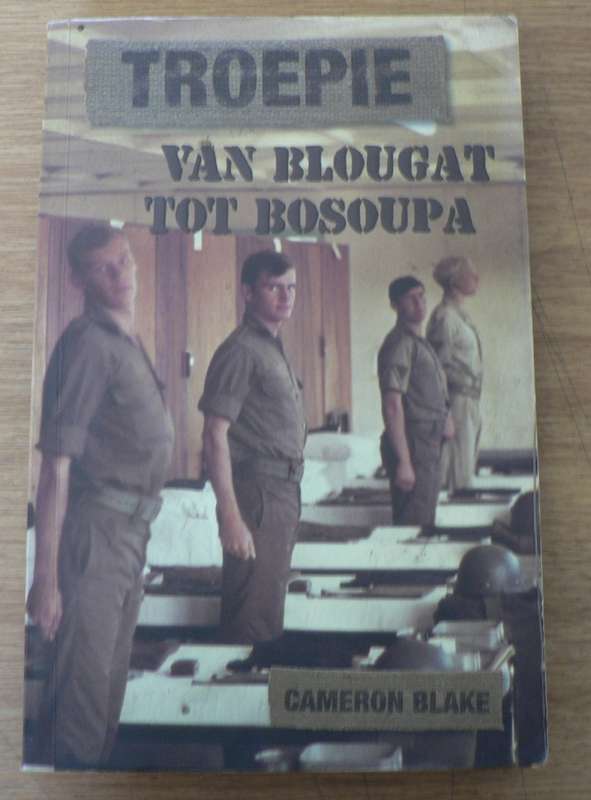 TROEPIE
VAN BLOUGAT
TOT BOSOUPA
CAMERON BLAKE